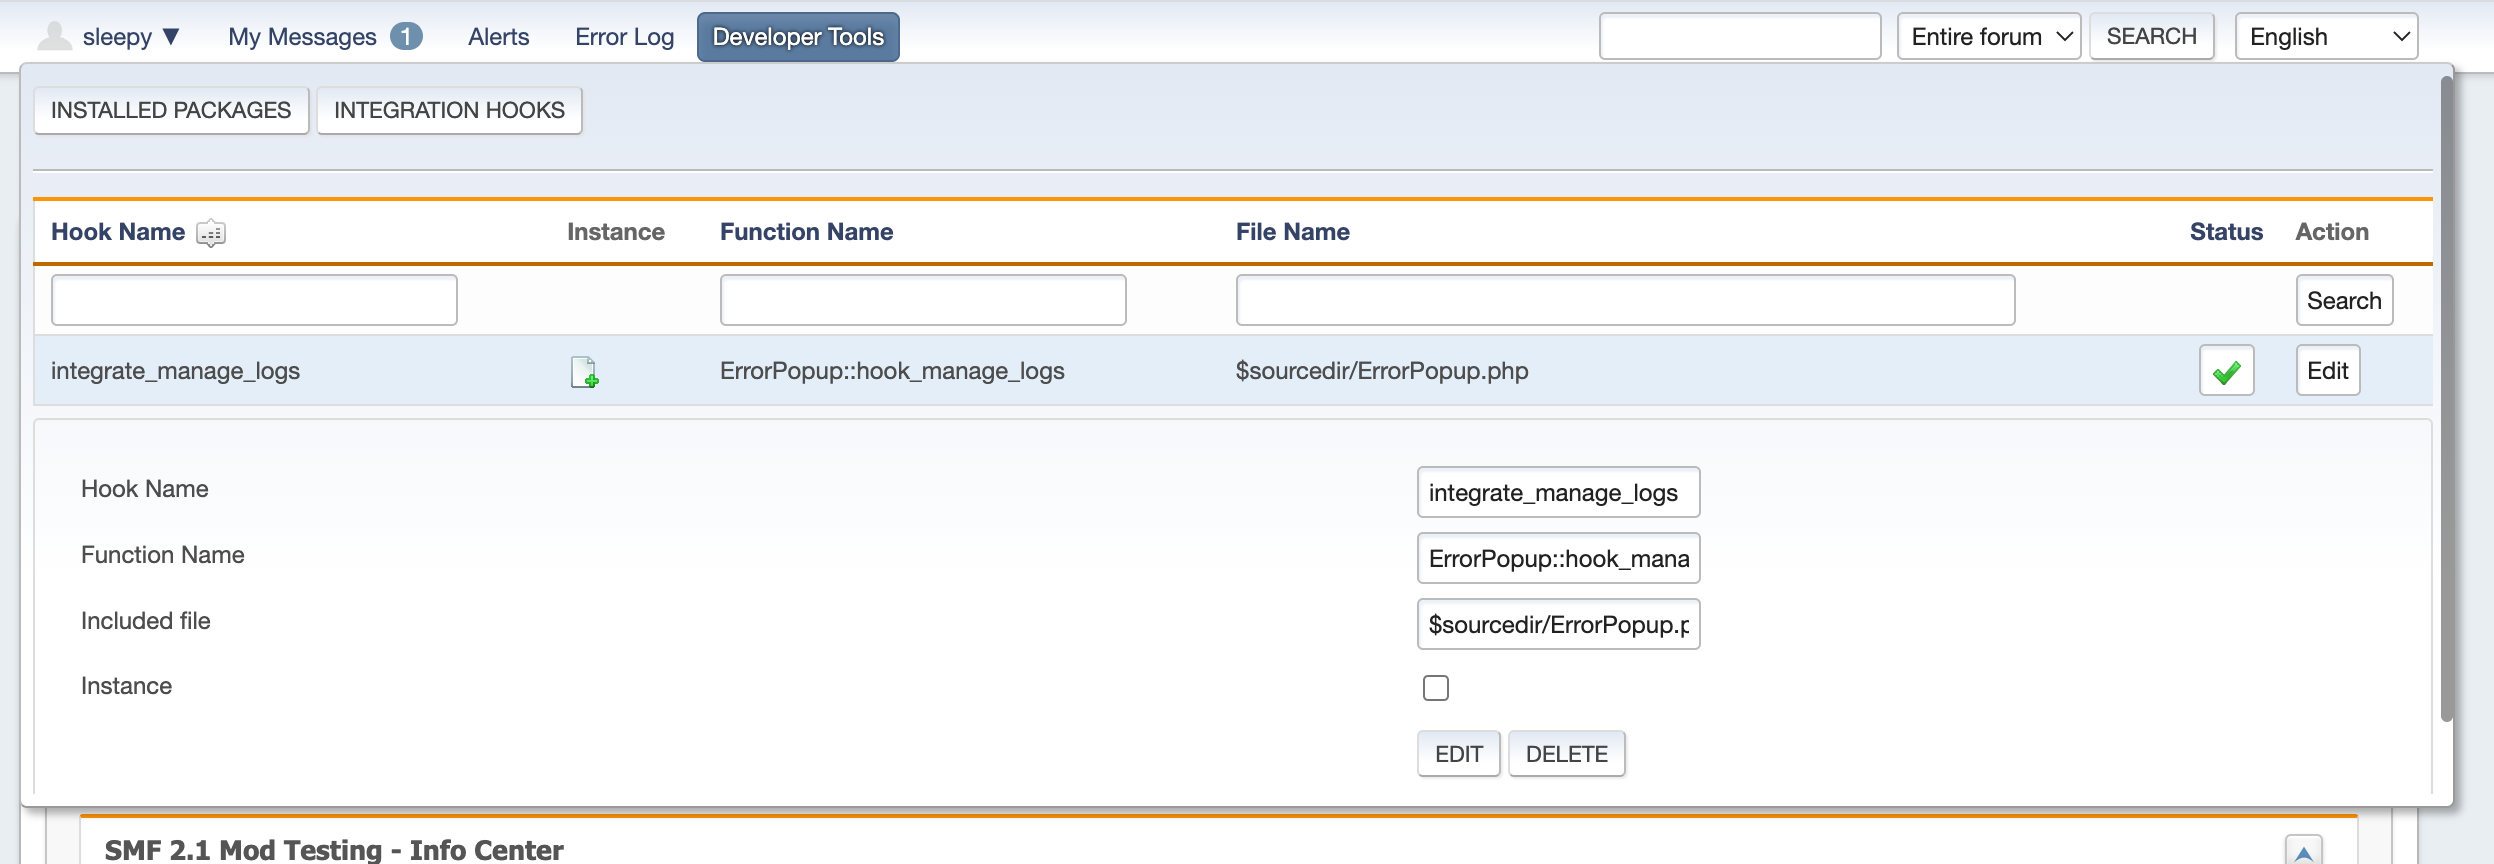 sleepy ▼ My Messages 1 Alerts Error Log Developer Tools Entire forum SEARCH English
INSTALLED PACKAGES INTEGRATION HOOKS
Hook Name Instance Function Name File Name Status Action
Search
integrate_manage_logs ErrorPopup::hook_manage_logs $sourcedir/ErrorPopup.php Edit
Hook Name integrate_manage_logs
Function Name ErrorPopup::hook_mana
Included file $sourcedir/ErrorPopup.p
Instance
EDIT DELETE
SMF 2.1 Mod Testing - Info Center